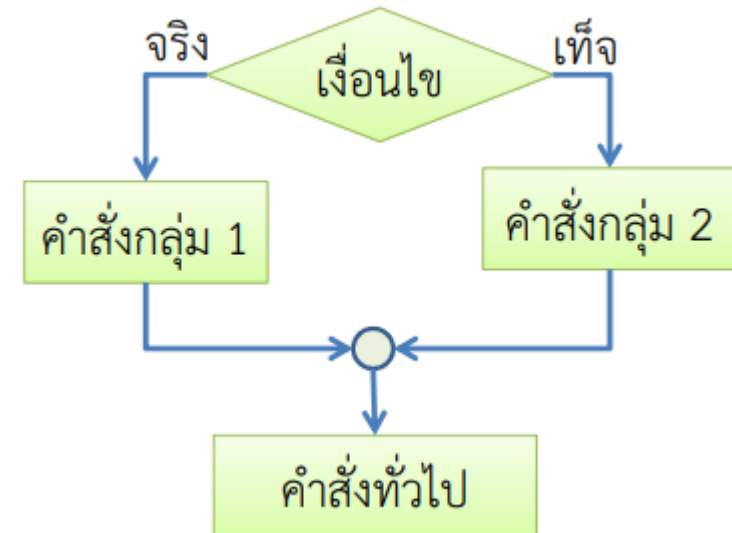 จริง
เงื่อนไข
เท็จ
คำสั่งกลุ่ม 1
คำสั่งกลุ่ม 2
คำสั่งทั่วไป